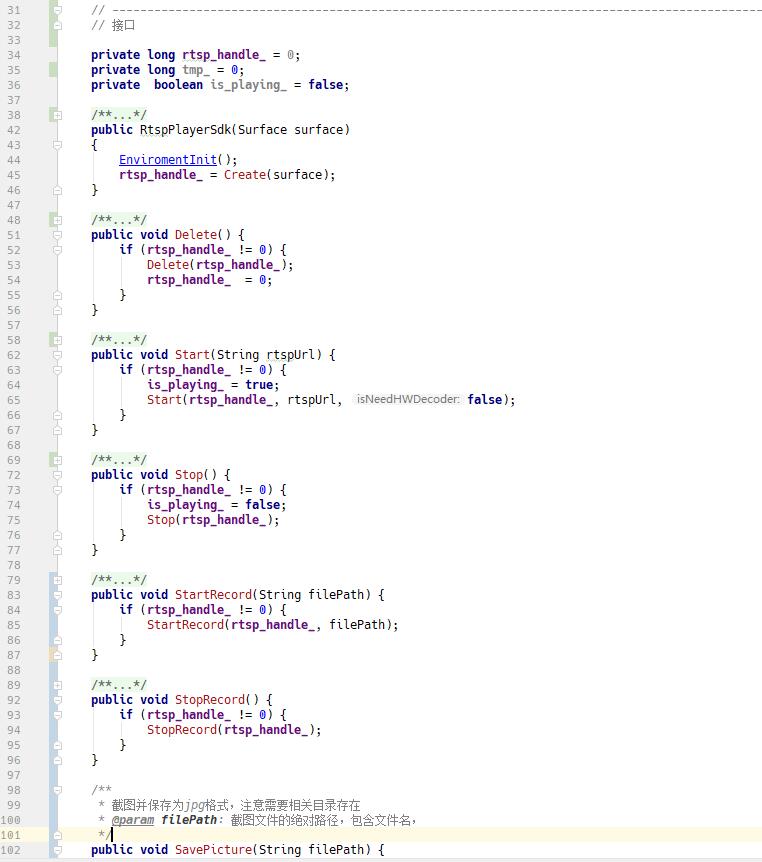 31 // ------------------------------------------------------------------------------------------
32 // 接口
33
34 private long rtsp_handle_ = 0;
35 private long tmp_ = 0;
36 private  boolean is_playing_ = false;
37
38 /**...*/
42 public RtspPlayerSdk(Surface surface)
43 {
44 EnviromentInit();
45 rtsp_handle_ = Create(surface);
46 }
47
48 /**...*/
51 public void Delete() {
52 if (rtsp_handle_ != 0) {
53 Delete(rtsp_handle_);
54 rtsp_handle_  = 0;
55 }
56 }
57
58 /**...*/
62 public void Start(String rtspUrl) {
63 if (rtsp_handle_ != 0) {
64 is_playing_ = true;
65 Start(rtsp_handle_, rtspUrl, isNeedHWDecoder: false);
66 }
67 }
68
69 /**...*/
72 public void Stop() {
73 if (rtsp_handle_ != 0) {
74 is_playing_ = false;
75 Stop(rtsp_handle_);
76 }
77 }
78
79 /**...*/
83 public void StartRecord(String filePath) {
84 if (rtsp_handle_ != 0) {
85 StartRecord(rtsp_handle_, filePath);
86 }
87 }
88
89 /**...*/
92 public void StopRecord() {
93 if (rtsp_handle_ != 0) {
94 StopRecord(rtsp_handle_);
95 }
96 }
97
98 /**
99 * 截图并保存为jpg格式，注意需要相关目录存在
100 * @param filePath: 截图文件的绝对路径，包含文件名，
101 */
102 public void SavePicture(String filePath) {